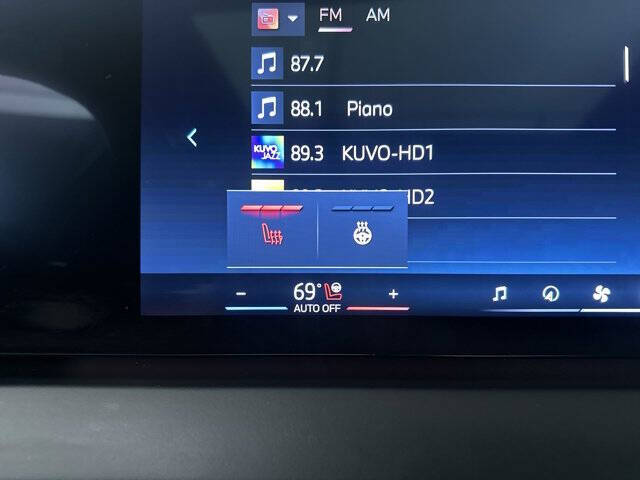 FM AM
87.7
88.1 Piano
KUVO JAZZ 89.3 KUVO-HD1
HD2
- 69° +
AUTO OFF